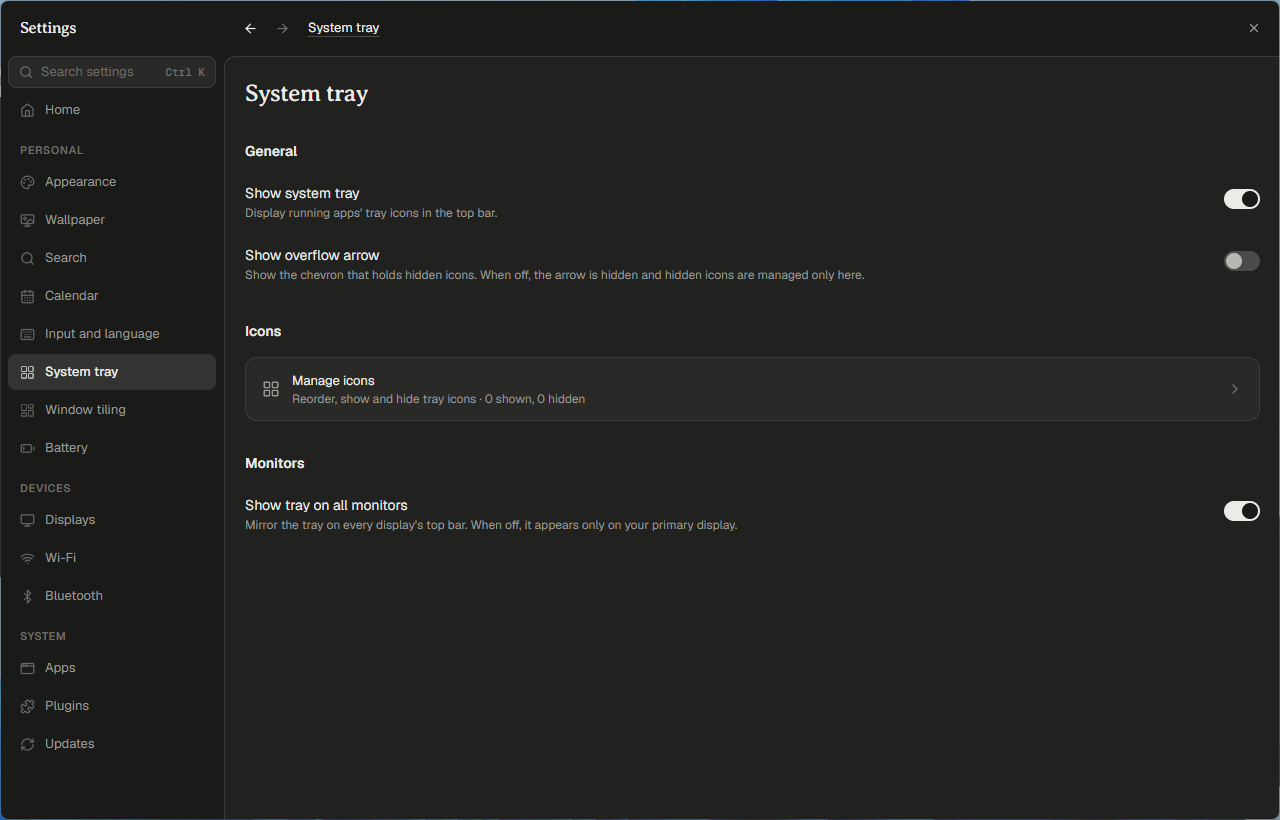 Settings
System tray
Search settings
Ctrl K
Home
PERSONAL
Appearance
Wallpaper
Search
Calendar
Input and language
System tray
Window tiling
Battery
DEVICES
Displays
Wi-Fi
Bluetooth
SYSTEM
Apps
Plugins
Updates
System tray
General
Show system tray
Display running apps' tray icons in the top bar.
Show overflow arrow
Show the chevron that holds hidden icons. When off, the arrow is hidden and hidden icons are managed only here.
Icons
Manage icons
Reorder, show and hide tray icons · 0 shown, 0 hidden
Monitors
Show tray on all monitors
Mirror the tray on every display's top bar. When off, it appears only on your primary display.